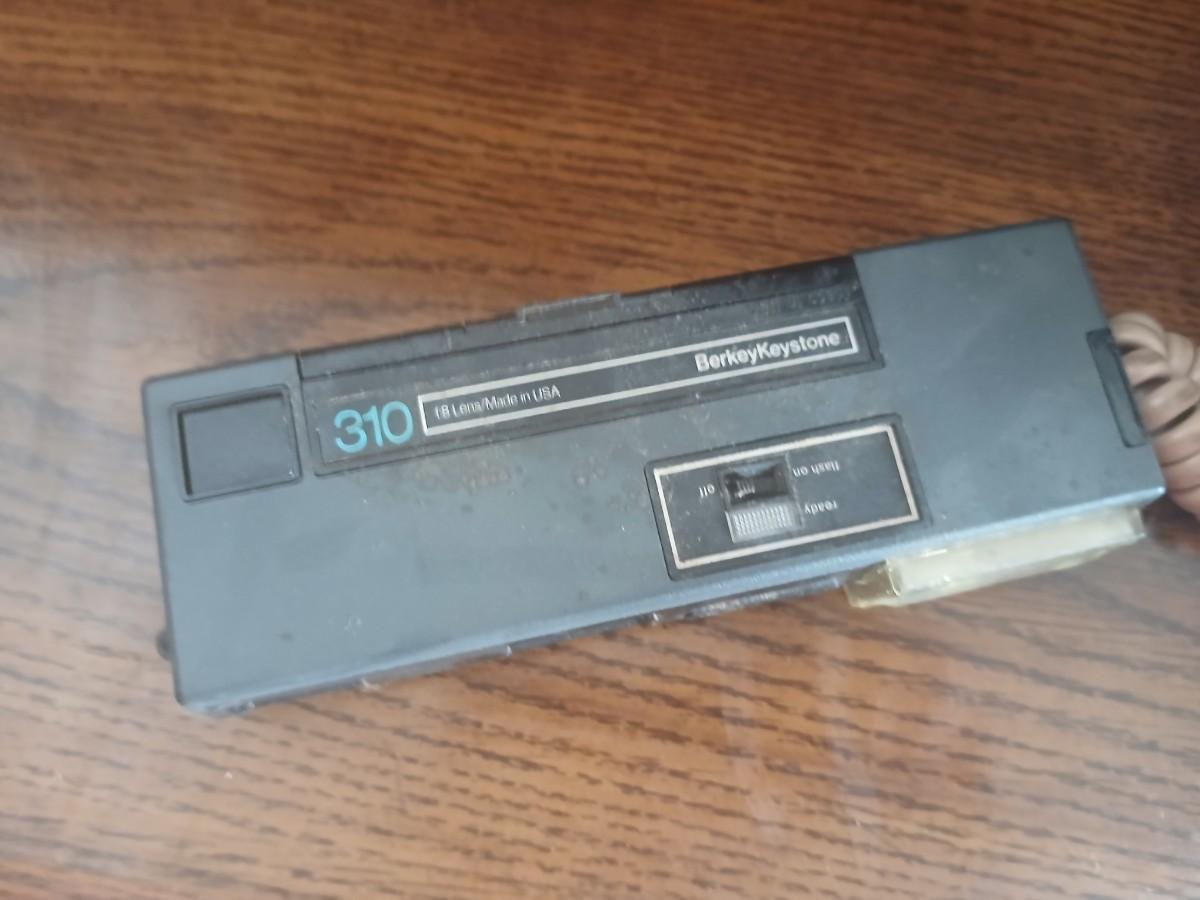 310
f8 Lens/Made in USA
BerkeyKeystone
off
flash on
ready